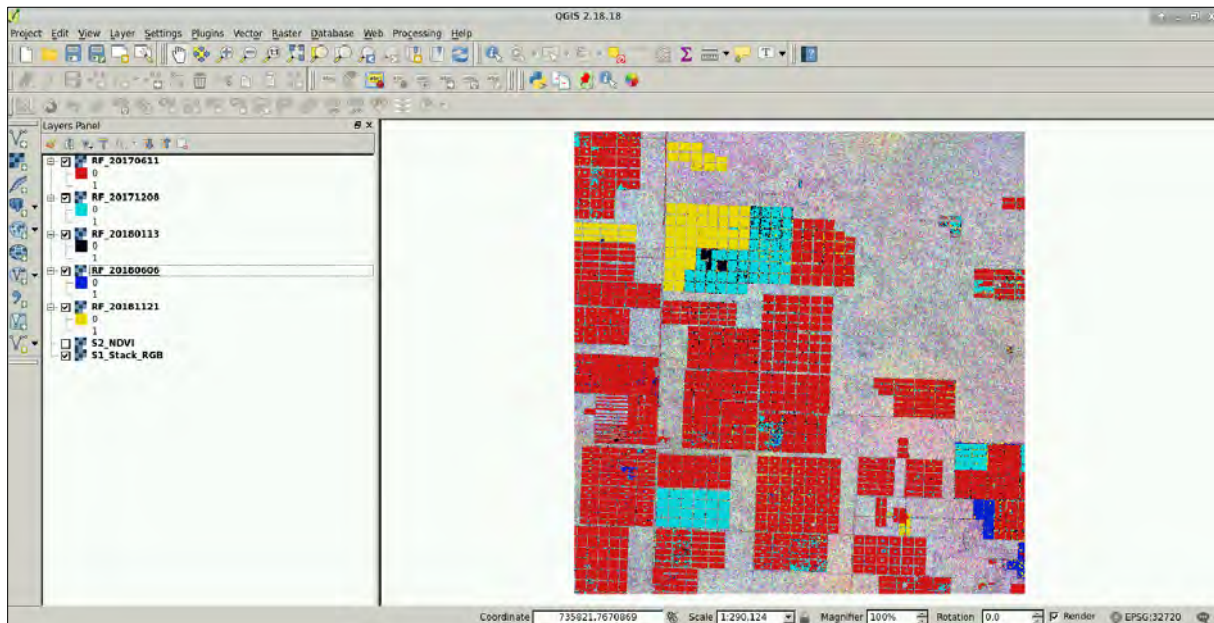 QGIS 2.18.18
Project Edit View Layer Settings Plugins Vector Raster Database Web Processing Help
Layers Panel
RF_20170611
0
1
RF_20171208
0
1
RF_20180113
0
1
RF_20180606
0
1
RF_20181121
0
1
S2_NDVI
S1_Stack_RGB
Coordinate 735821,7670869 Scale 1:290,124 Magnifier 100% Rotation 0.0 Render EPSG:32720